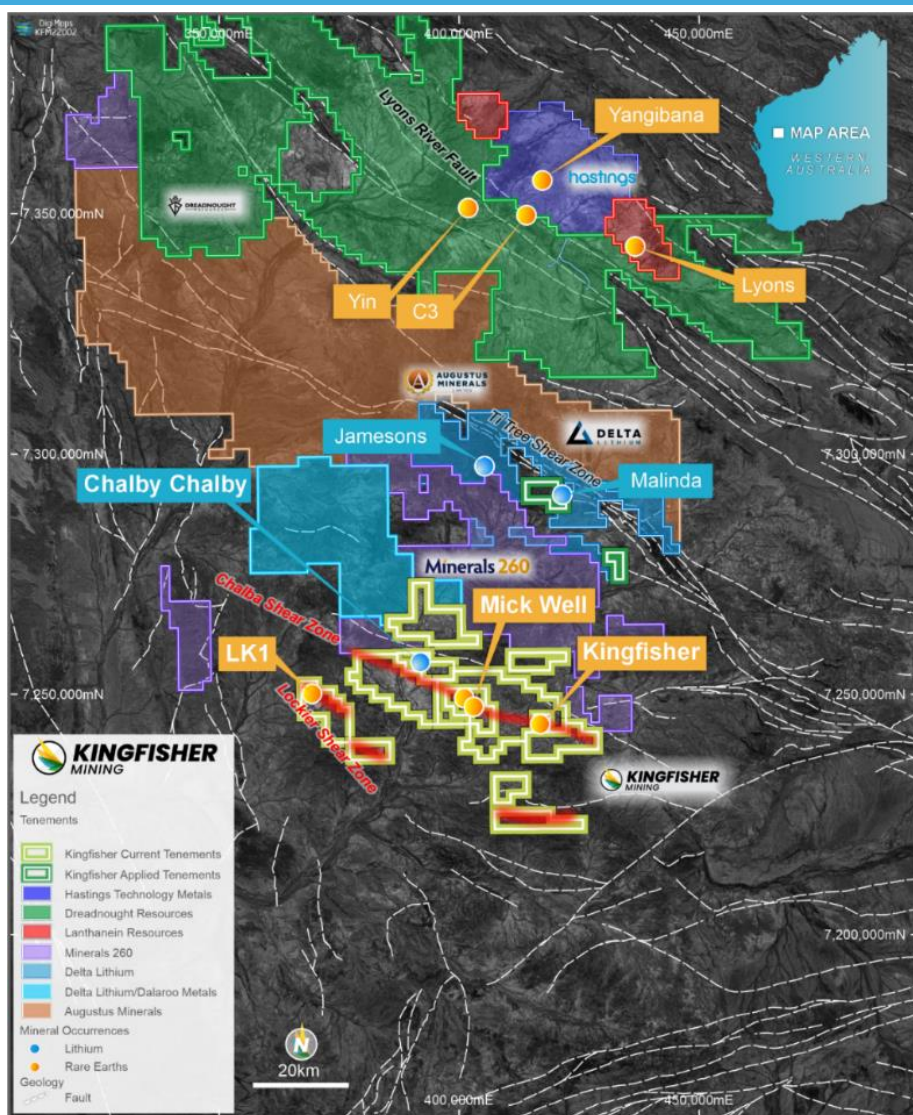 Digi Maps
KFM22002
350,000mE
400,000mE
450,000mE
Yangibana
MAP AREA
WESTERN
AUSTRALIA
Lyons River Fault
hastings
DREADNOUGHT
7,350,000mN
Yin
C3
Lyons
AUGUSTUS
MINERALS
Ti Tree Shear Zone
DELTA
LITHIUM
Jamesons
7,300,000mN
7,300,000mN
Chalby Chalby
Malinda
Minerals 260
Chalba Shear Zone
Mick Well
LK1
Kingfisher
7,250,000mN
7,250,000mN
Lockier Shear Zone
KINGFISHER
MINING
KINGFISHER
MINING
Legend
Tenements
Kingfisher Current Tenements
Kingfisher Applied Tenements
Hastings Technology Metals
Dreadnought Resources
Lanthanein Resources
Minerals 260
Delta Lithium
Delta Lithium/Dalaroo Metals
Augustus Minerals
Mineral Occurrences
Lithium
Rare Earths
Geology
Fault
7,200,000mN
N
20km
400,000mE
450,000mE